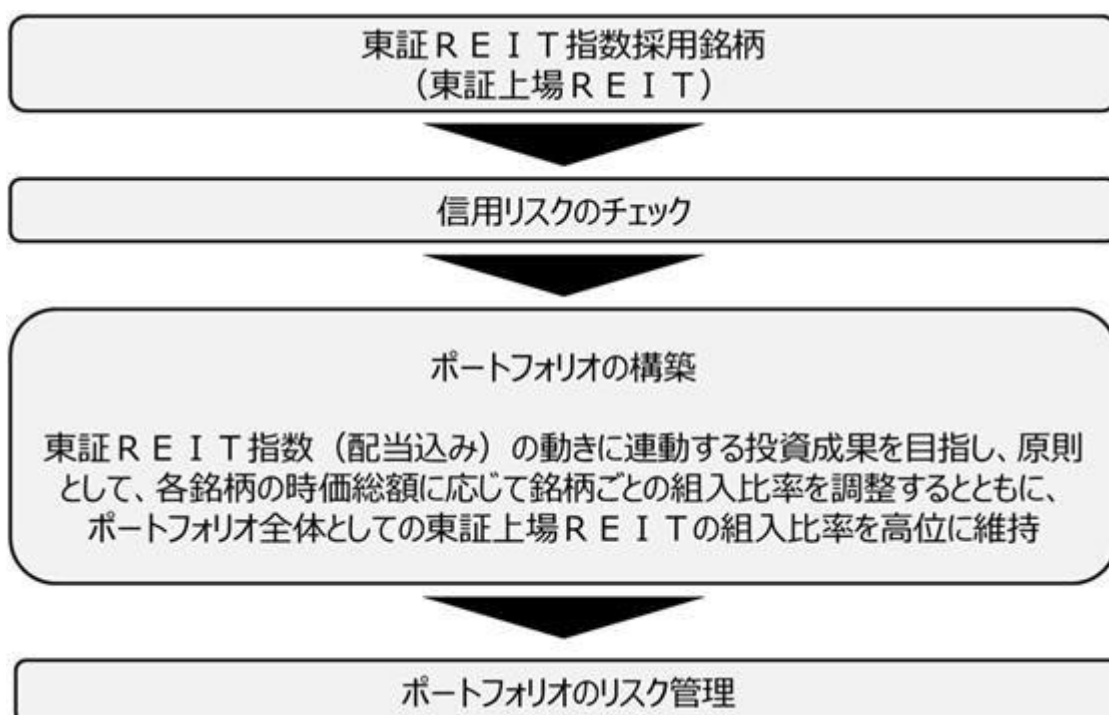 東証ＲＥＩＴ指数採用銘柄
（東証上場ＲＥＩＴ）
信用リスクのチェック
ポートフォリオの構築
東証ＲＥＩＴ指数（配当込み）の動きに連動する投資成果を目指し、原則
として、各銘柄の時価総額に応じて銘柄ごとの組入比率を調整するとともに、
ポートフォリオ全体としての東証上場ＲＥＩＴの組入比率を高位に維持
ポートフォリオのリスク管理